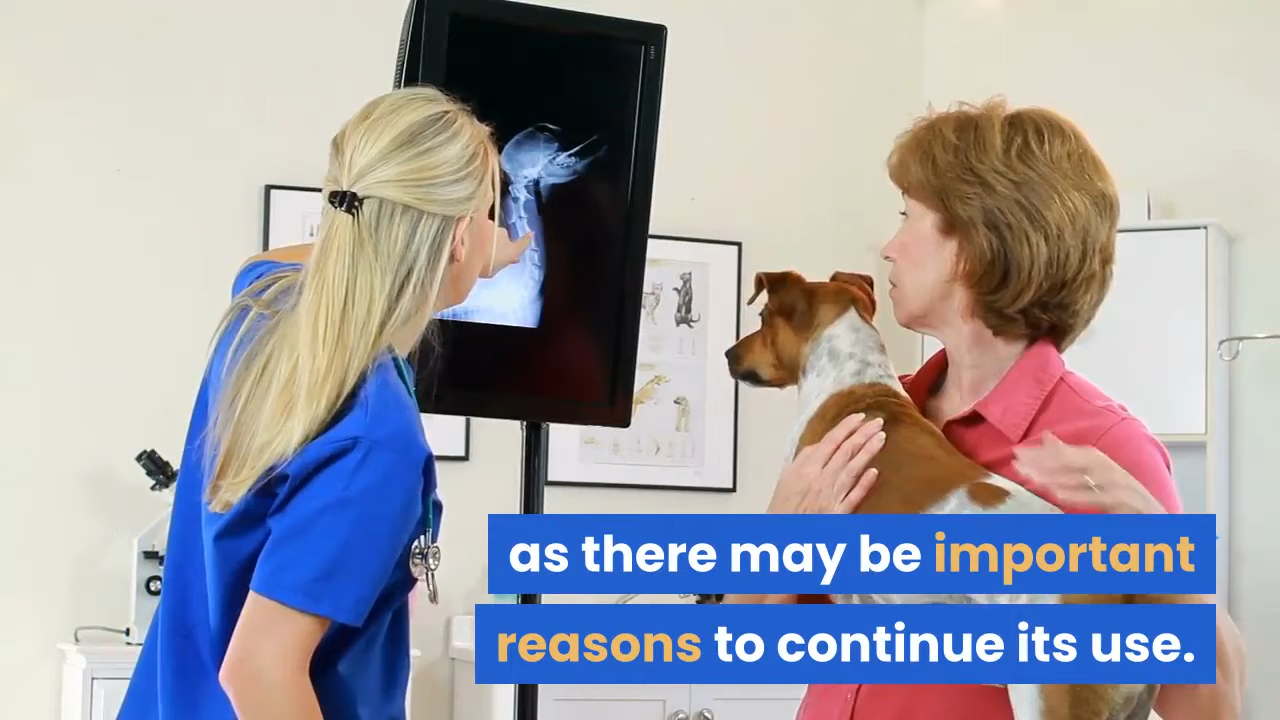 as there may be important
reasons to continue its use.